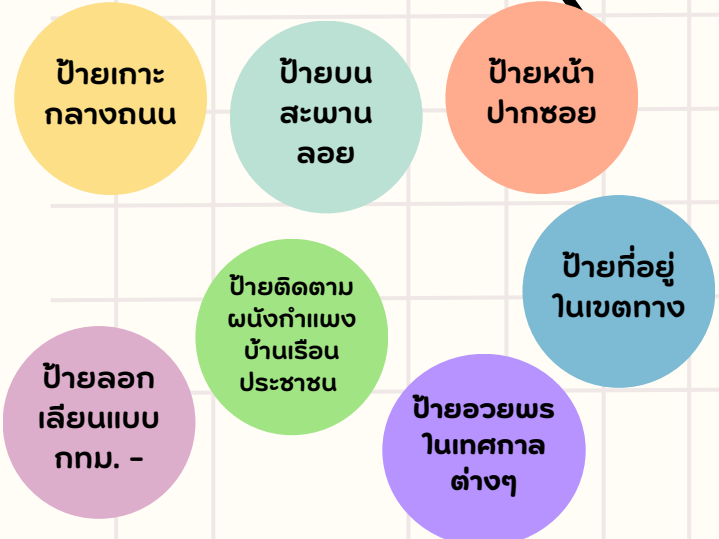 ป้ายเกาะ
กลางถนน
ป้ายบน
สะพาน
ลอย
ป้ายหน้า
ปากซอย
ป้ายที่อยู่
ในเขตทาง
ป้ายติดตาม
ผนังกำแพง
บ้านเรือน
ประชาชน
ป้ายลอก
เลียนแบบ
กทม. -
ป้ายอวยพร
ในเทศกาล
ต่างๆ